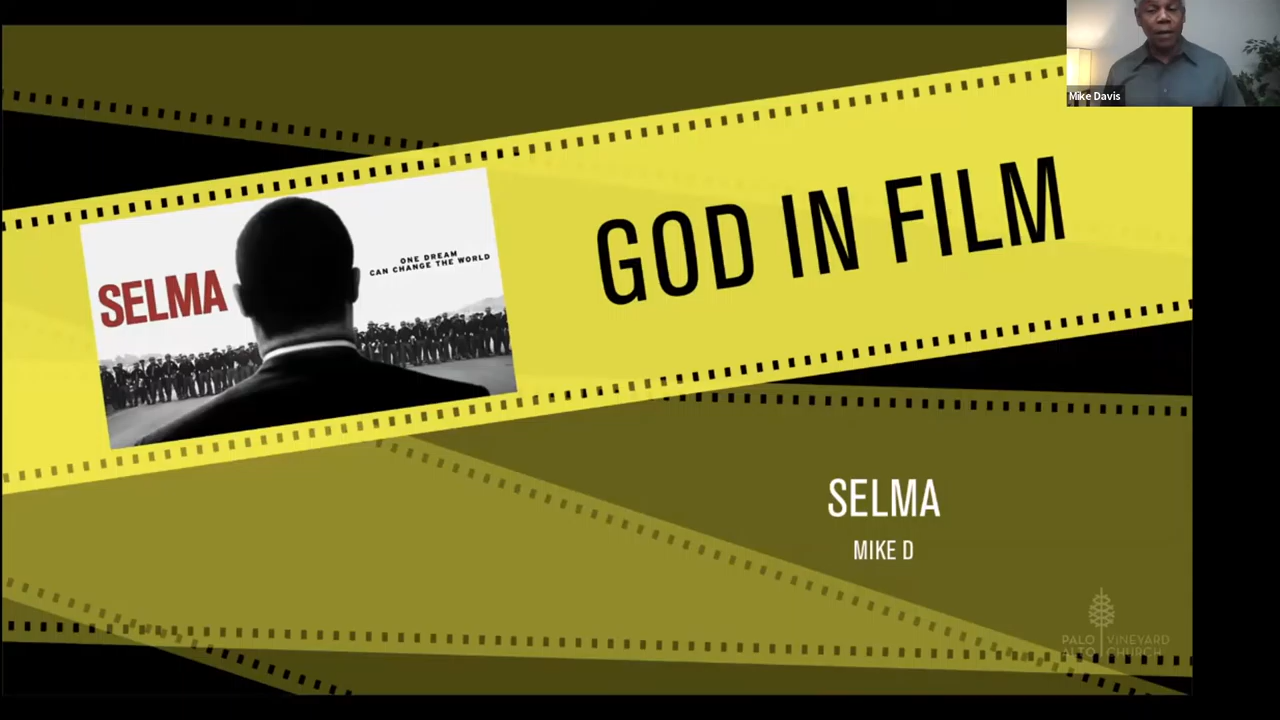 Mike Davis
GOD IN FILM
SELMA
ONE DREAM
CAN CHANGE THE WORLD
SELMA
MIKE D
PALO VINEYARD
ALTO CHURCH